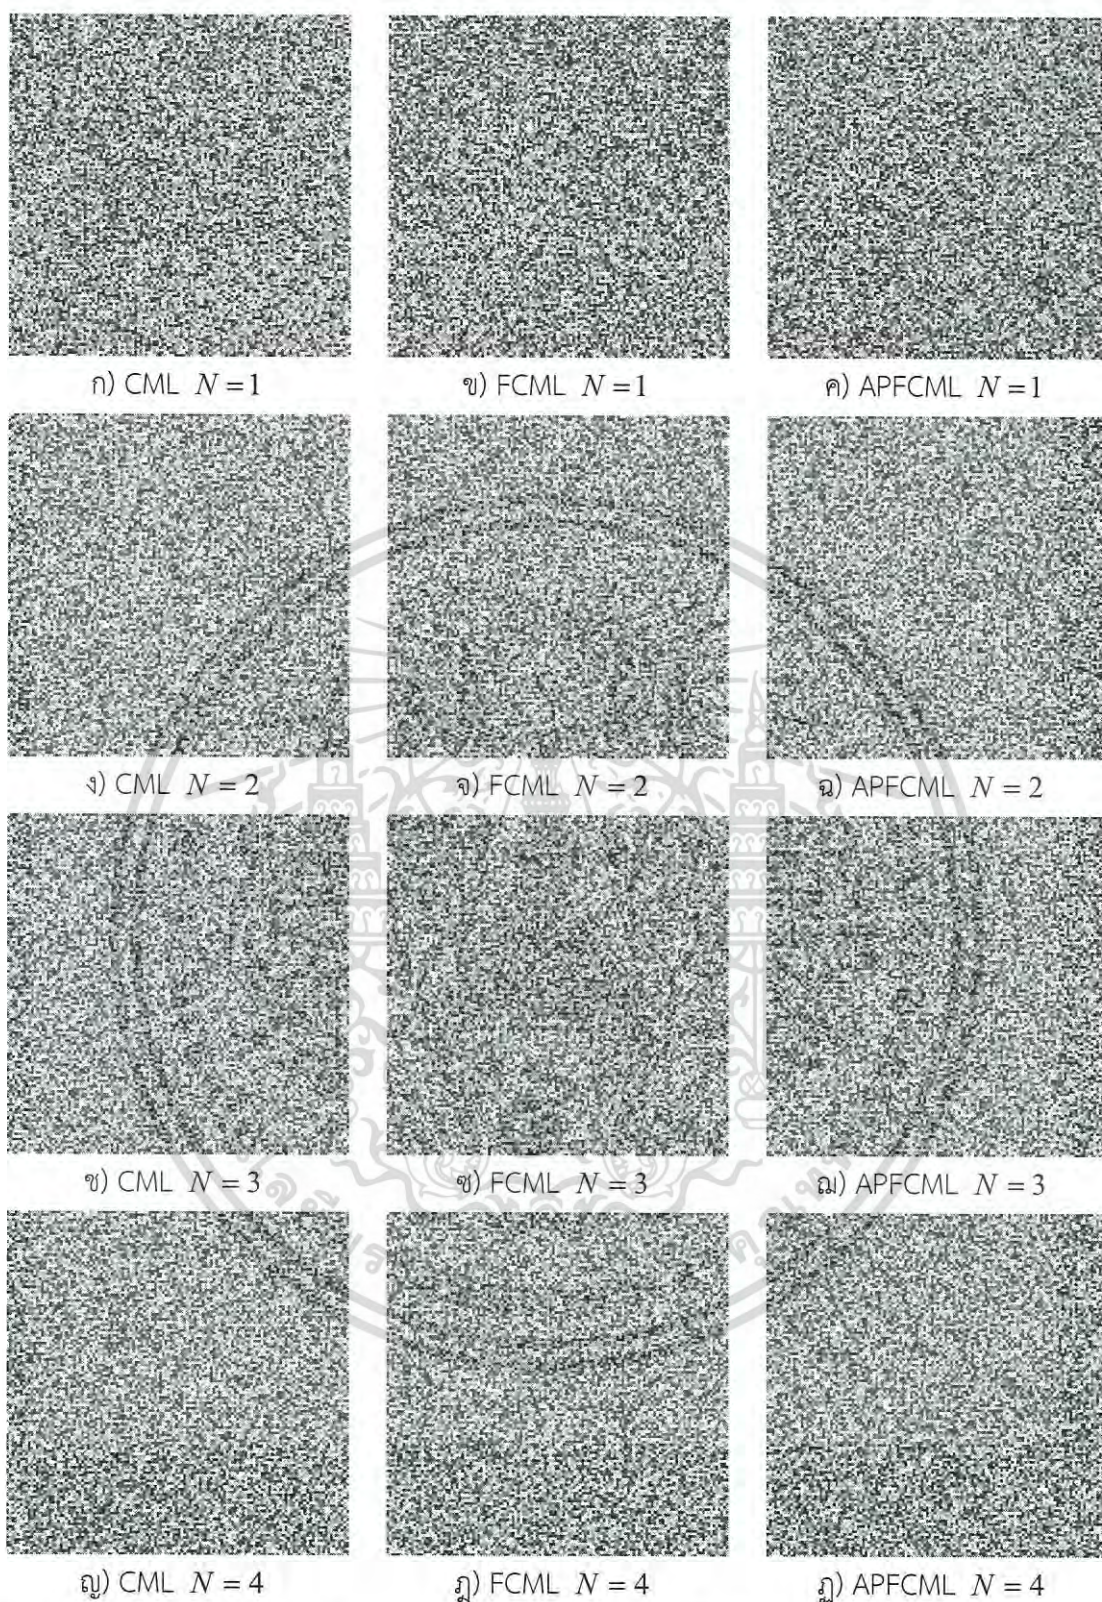 ก) CML N = 1
ข) FCML N = 1
ค) APFCML N = 1
ง) CML N = 2
จ) FCML N = 2
ฉ) APFCML N = 2
ช) CML N = 3
ซ) FCML N = 3
ฌ) APFCML N = 3
ญ) CML N = 4
ฎ) FCML N = 4
ฏ) APFCML N = 4